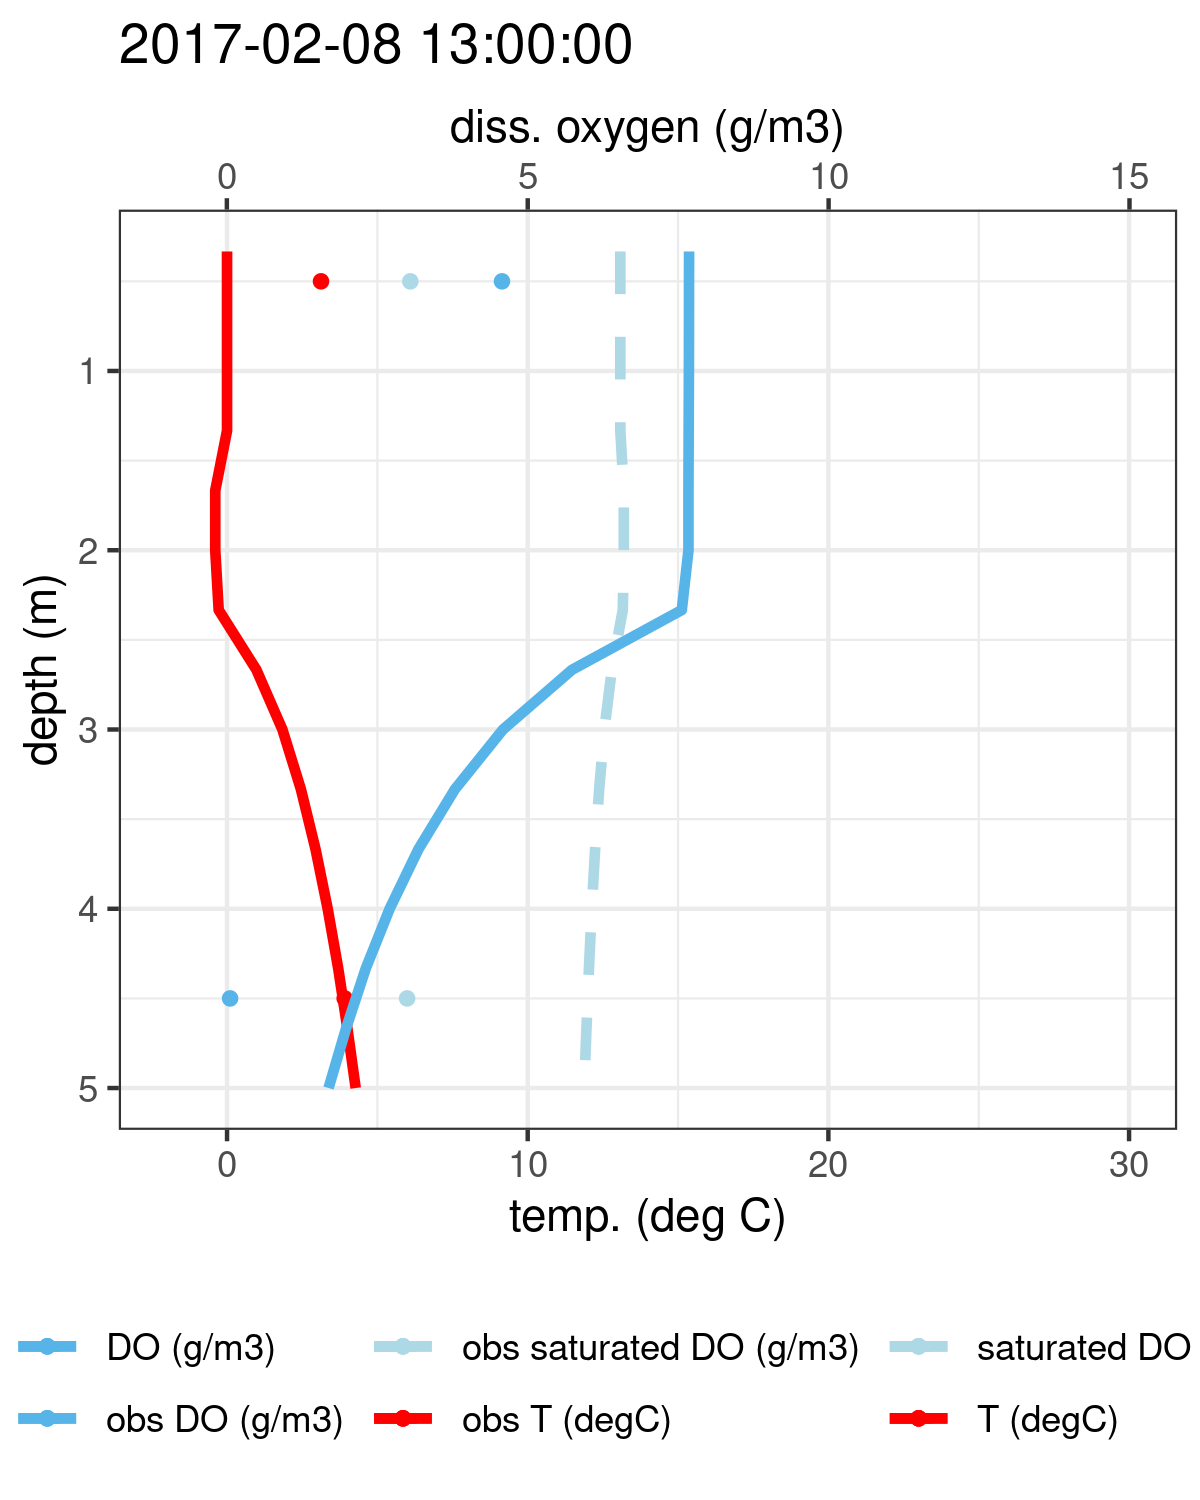 2017-02-08 13:00:00
diss. oxygen (g/m3)
0 5 10 15
1
2
3
4
5
depth (m)
0 10 20 30
temp. (deg C)
DO (g/m3) obs saturated DO (g/m3) saturated DO
obs DO (g/m3) obs T (degC) T (degC)